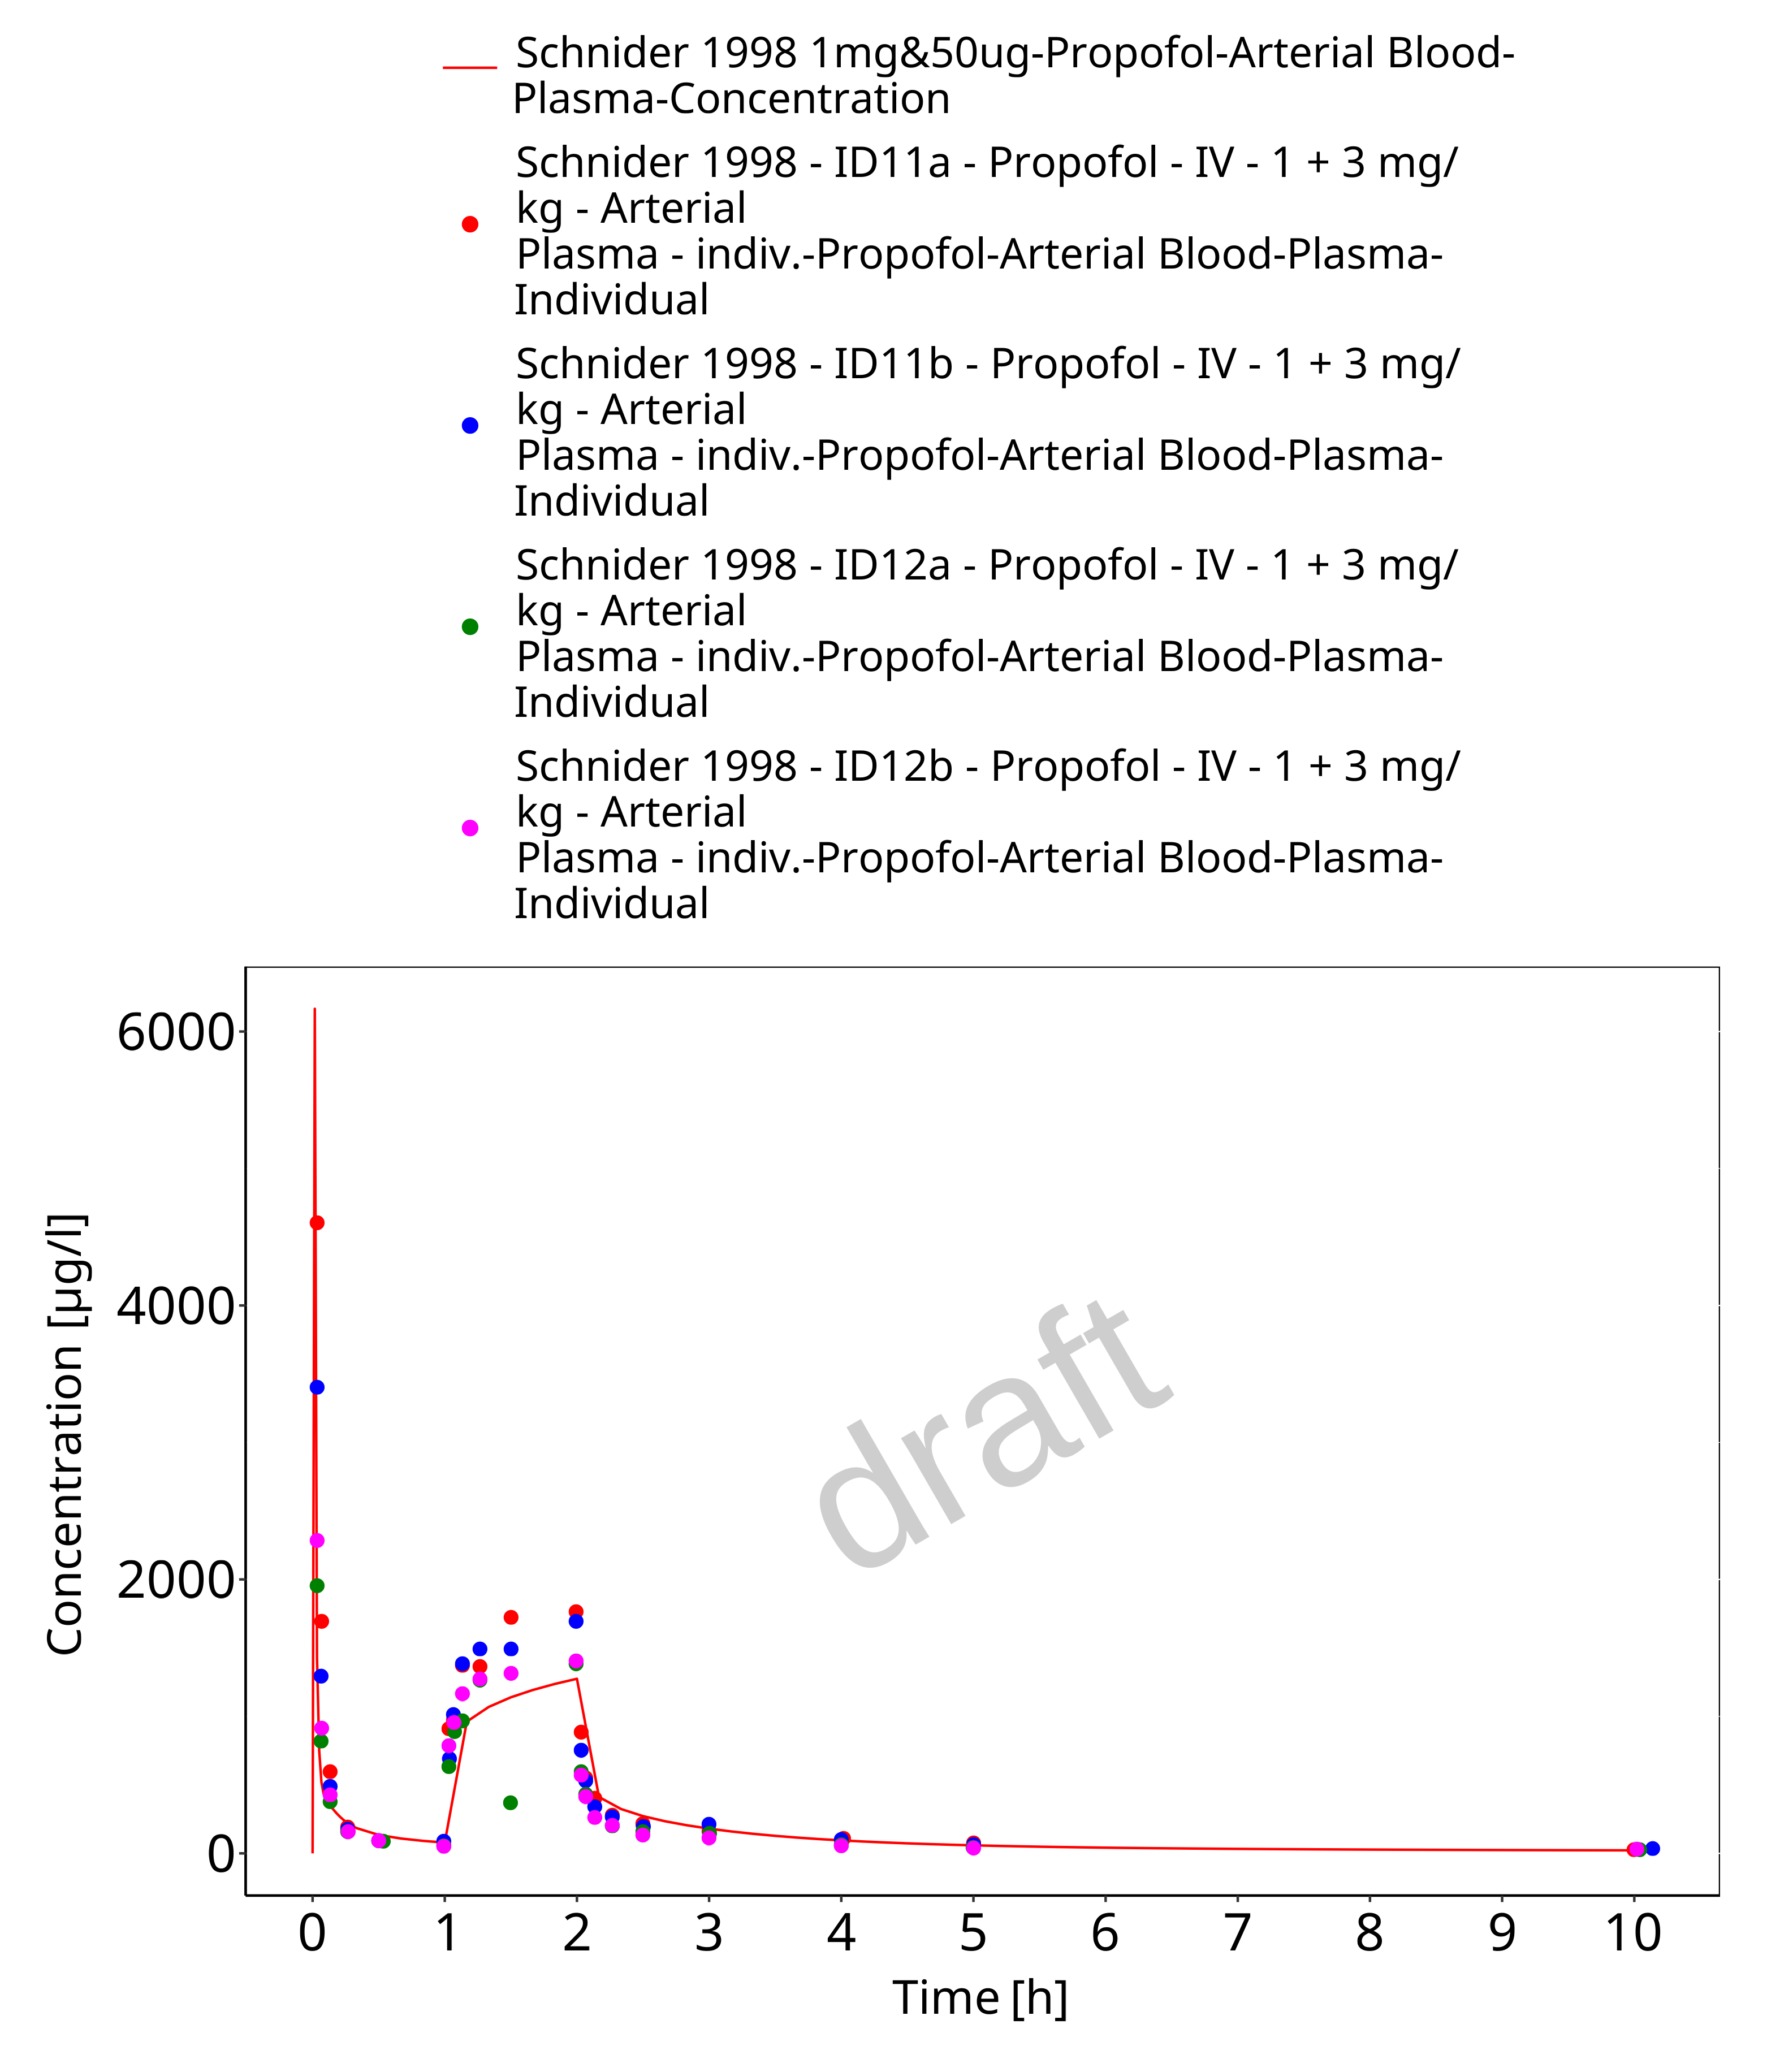 Schnider 1998 1mg&50ug-Propofol-Arterial Blood-
Plasma-Concentration
Schnider 1998 - ID11a - Propofol - IV - 1 + 3 mg/
kg - Arterial
Plasma - indiv.-Propofol-Arterial Blood-Plasma-
Individual
Schnider 1998 - ID11b - Propofol - IV - 1 + 3 mg/
kg - Arterial
Plasma - indiv.-Propofol-Arterial Blood-Plasma-
Individual
Schnider 1998 - ID12a - Propofol - IV - 1 + 3 mg/
kg - Arterial
Plasma - indiv.-Propofol-Arterial Blood-Plasma-
Individual
Schnider 1998 - ID12b - Propofol - IV - 1 + 3 mg/
kg - Arterial
Plasma - indiv.-Propofol-Arterial Blood-Plasma-
Individual
6000
4000
2000
0
Concentration [µg/l]
draft
0 1 2 3 4 5 6 7 8 9 10
Time [h]